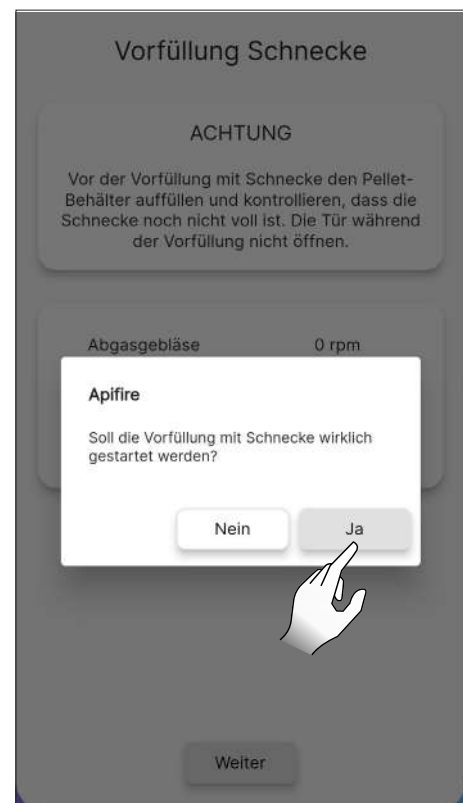 Vorfüllung Schnecke
ACHTUNG
Vor der Vorfüllung mit Schnecke den Pellet-
Behälter auffüllen und kontrollieren, dass die
Schnecke noch nicht voll ist. Die Tür während
der Vorfüllung nicht öffnen.
Abgasgebläse 0 rpm
Apifire
Soll die Vorfüllung mit Schnecke wirklich
gestartet werden?
Nein Ja
Weiter